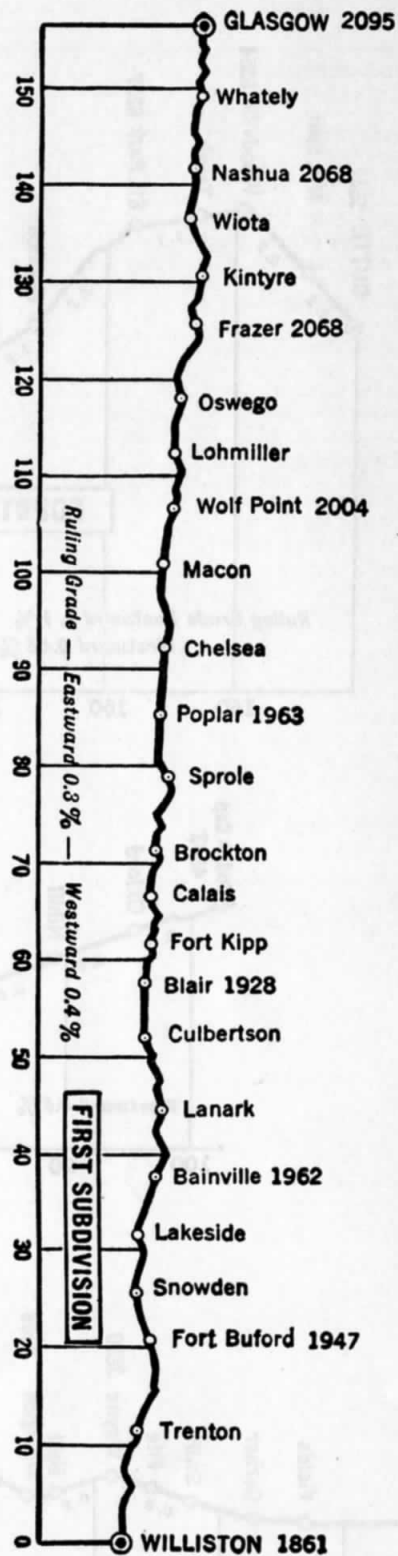 GLASGOW 2095
Whately
Nashua 2068
Wiota
Kintyre
Frazer 2068
Oswego
Lohmiller
Wolf Point 2004
Macon
Chelsea
Poplar 1963
Sprole
Brockton
Calais
Fort Kipp
Blair 1928
Culbertson
Lanark
Bainville 1962
Lakeside
Snowden
Fort Buford 1947
Trenton
WILLISTON 1861
150
140
130
120
110
100
90
80
70
60
50
40
30
20
10
0
Ruling Grade — Eastward 0.3% — Westward 0.4%
FIRST SUBDIVISION